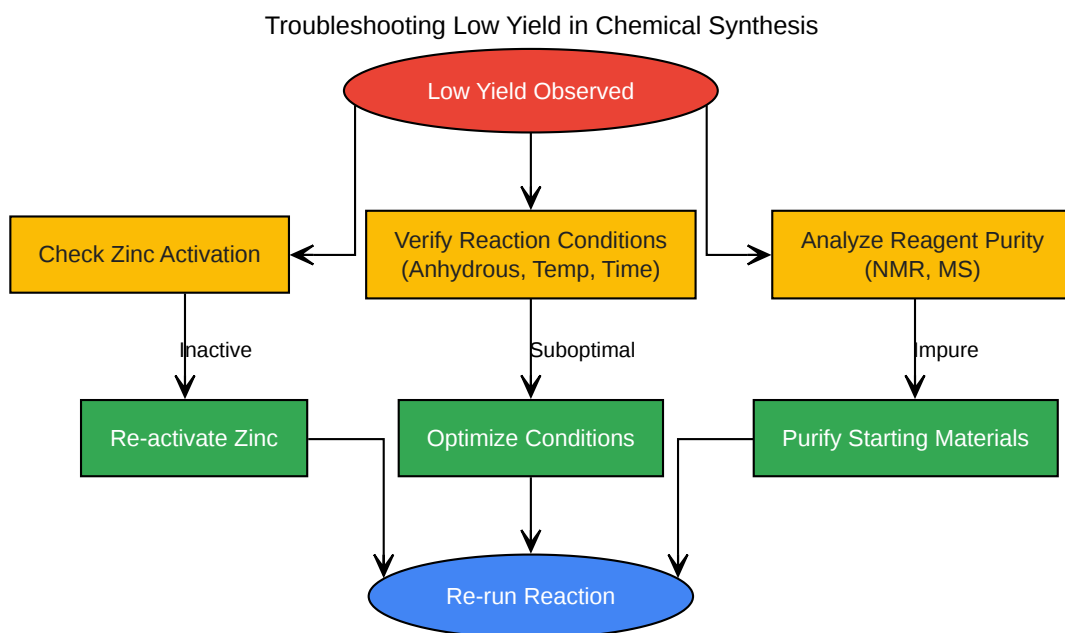 Troubleshooting Low Yield in Chemical Synthesis
Low Yield Observed
Check Zinc Activation
Verify Reaction Conditions
(Anhydrous, Temp, Time)
Analyze Reagent Purity
(NMR, MS)
Inactive
Suboptimal
Impure
Re-activate Zinc
Optimize Conditions
Purify Starting Materials
Re-run Reaction